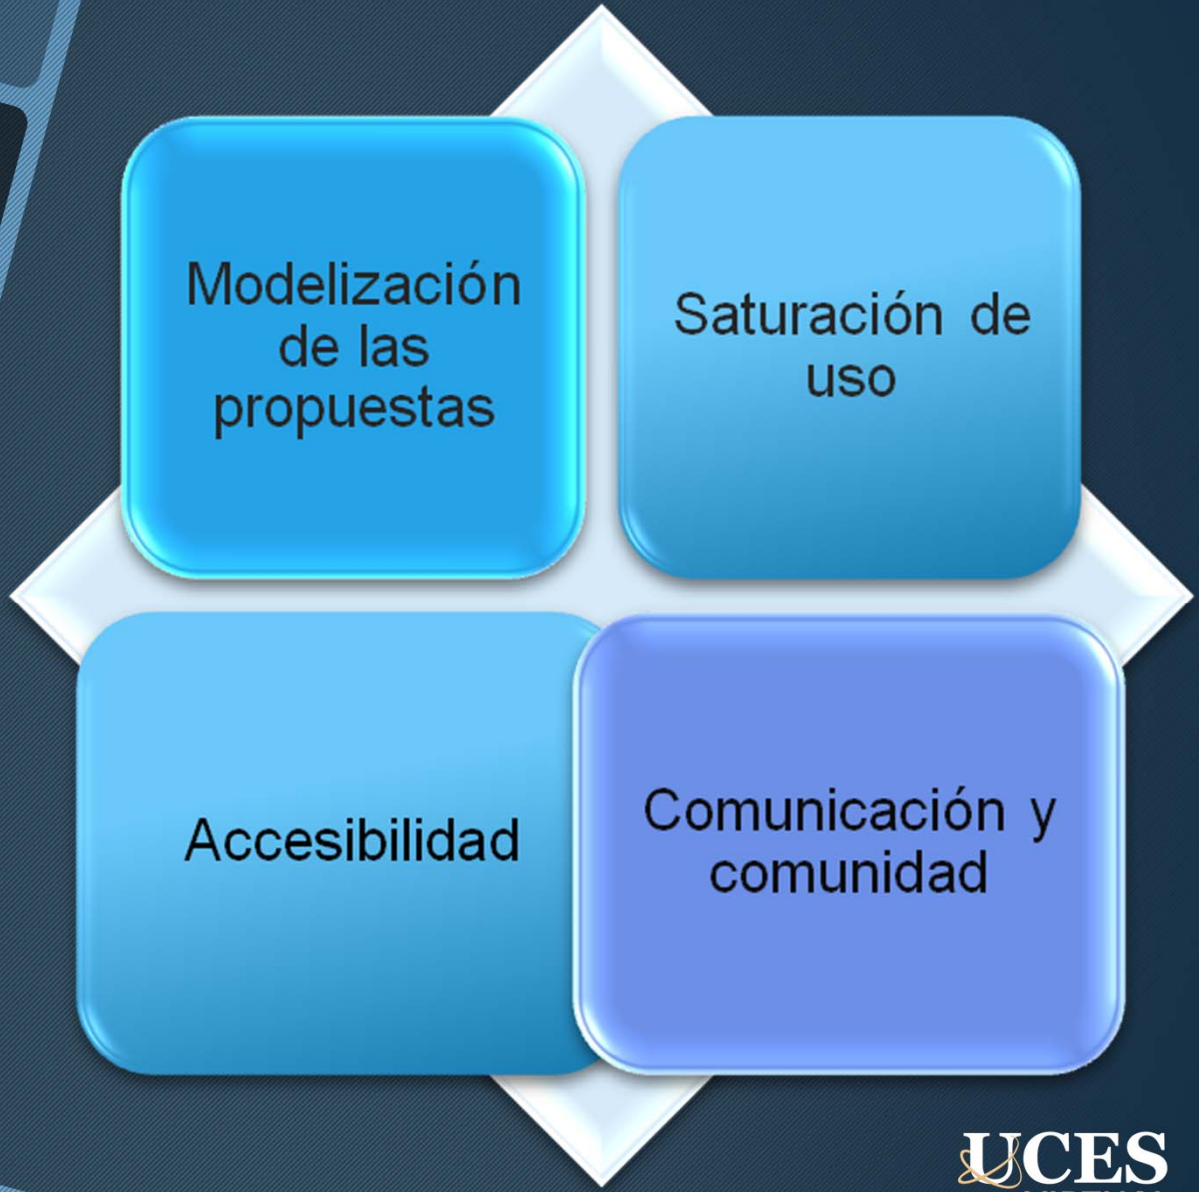 Modelización
de las
propuestas
Saturación de
uso
Accesibilidad
Comunicación y
comunidad
UCES